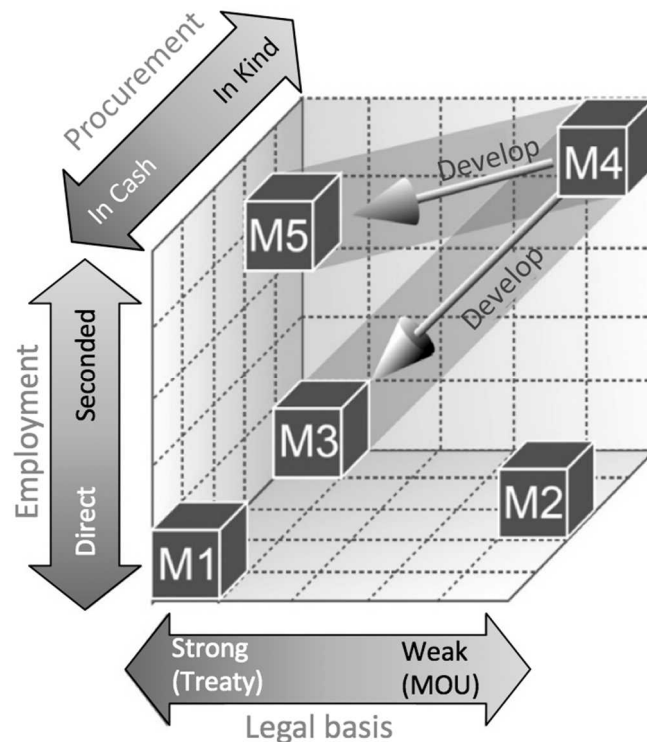 Procurement
In Kind
In Cash
M4
Develop
M5
Develop
Employment
Seconded
Direct
M3
M2
M1
Strong
(Treaty)
Weak
(MOU)
Legal basis